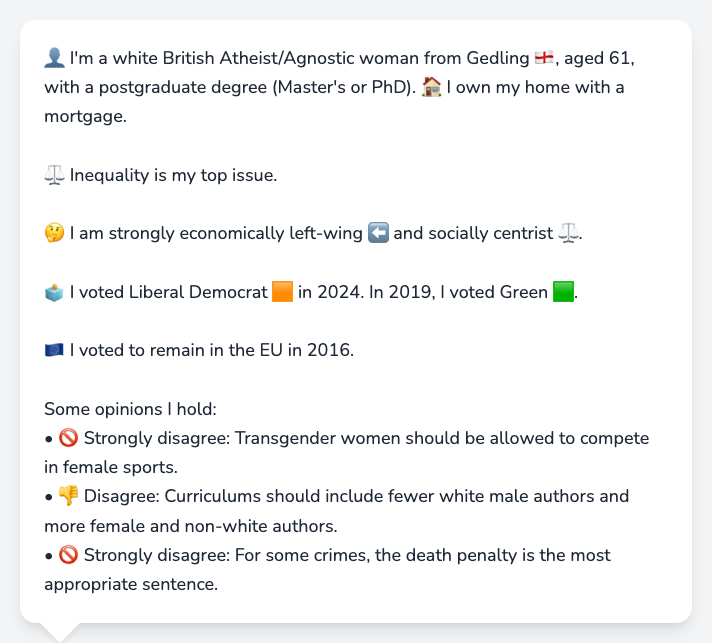 👤 I'm a white British Atheist/Agnostic woman from Gedling 🏴󠁧󠁢󠁥󠁮󠁧󠁿, aged 61,
with a postgraduate degree (Master's or PhD). 🏠 I own my home with a
mortgage.
⚖️ Inequality is my top issue.
🤔 I am strongly economically left-wing ⬅️ and socially centrist ⚖️.
🗳️ I voted Liberal Democrat 🟧 in 2024. In 2019, I voted Green 🟩.
🇪🇺 I voted to remain in the EU in 2016.
Some opinions I hold:
• 🚫 Strongly disagree: Transgender women should be allowed to compete
in female sports.
• 👎 Disagree: Curriculums should include fewer white male authors and
more female and non-white authors.
• 🚫 Strongly disagree: For some crimes, the death penalty is the most
appropriate sentence.